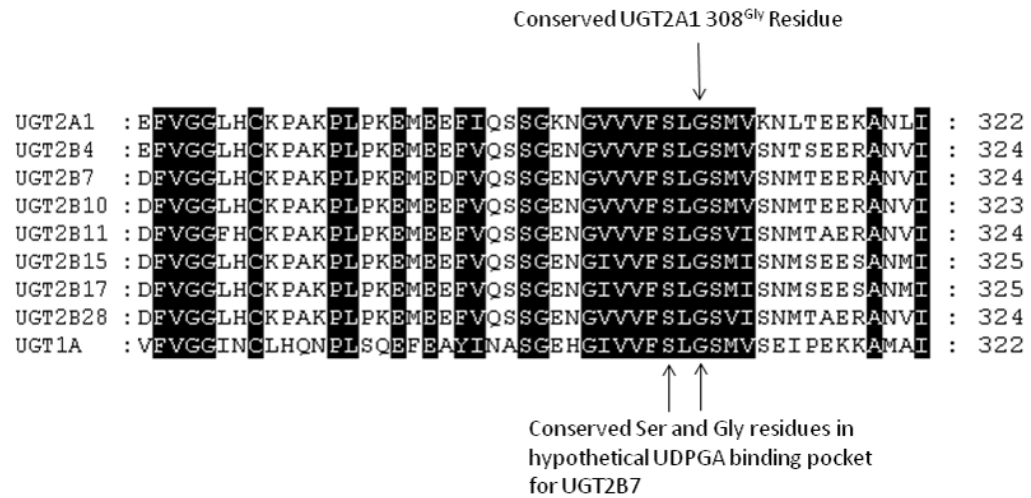 Conserved UGT2A1 308Gly Residue
UGT2A1 :EFVGGLHCKPAKPLPKEMEEFIQSSGKNGVVVFSLGSMVKNLTEEKANLI : 322
UGT2B4 :EFVGGLHCKPAKPLPKEMEEFVQSSGENGVVVFSLGSMVSNTSEERANVI : 324
UGT2B7 :DFVGGLHCKPAKPLPKEMEDFVQSSGENGVVVFSLGSMVSNMTEERANVI : 324
UGT2B10 :DFVGGLHCKPAKPLPKEMEEFVQSSGENGVVVFSLGSMVSNMTEERANVI : 323
UGT2B11 :DFVGGFHCKPAKPLPKEMEEFVQSSGENGVVVFSLGSVISNMTAERANVI : 324
UGT2B15 :DFVGGLHCKPAKPLPKEMEEFVQSSGENGIVVFSLGSMISNMSEESANMI : 325
UGT2B17 :DFVGGLHCKPAKPLPKEMEEFVQSSGENGIVVFSLGSMISNMSEESANMI : 325
UGT2B28 :DFVGGLHCKPAKPLPKEMEEFVQSSGENGVVVFSLGSVISNMTAERANVI : 324
UGT1A :VFVGGINCLHQNPLSQEFEAYINASGEHGIVVFSLGSMVSEIPEKKAMAI : 322
Conserved Ser and Gly residues in
hypothetical UDPGA binding pocket
for UGT2B7